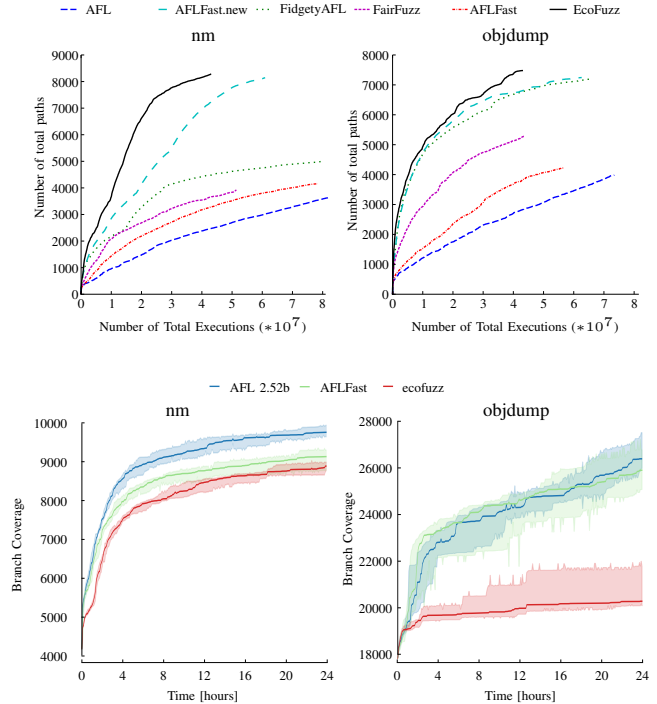 AFL AFLFast.new FidgetyAFL FairFuzz AFLFast EcoFuzz
nm objdump
Number of total paths
9000
8000
7000
6000
5000
4000
3000
2000
1000
0
0 1 2 3 4 5 6 7 8
Number of Total Executions (*10^7)
Number of total paths
8000
7000
6000
5000
4000
3000
2000
1000
0
0 1 2 3 4 5 6 7 8
Number of Total Executions (*10^7)
AFL 2.52b AFLFast ecofuzz
nm objdump
Branch Coverage
10000
9000
8000
7000
6000
5000
4000
0 4 8 12 16 20 24
Time [hours]
Branch Coverage
28000
26000
24000
22000
20000
18000
0 4 8 12 16 20 24
Time [hours]